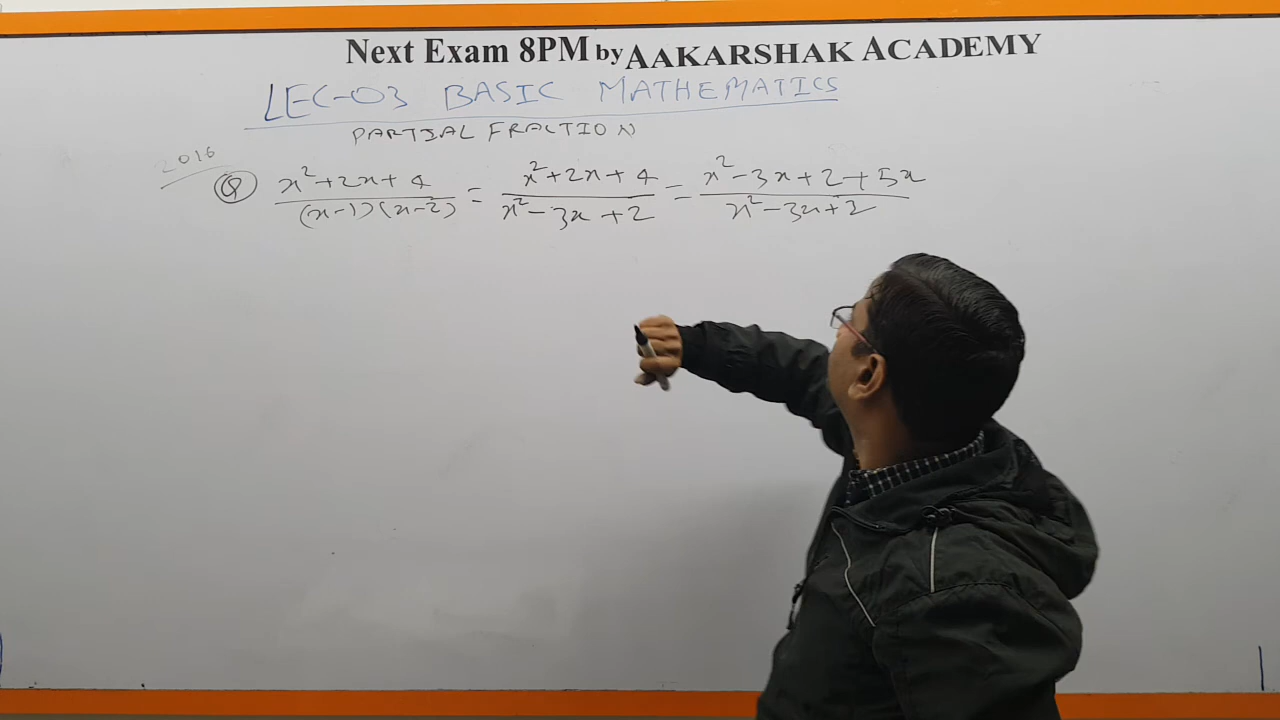 Next Exam 8PM by AAKARSHAK ACADEMY
LEC-03 BASIC MATHEMATICS
PARTIAL FRACTION
2016
Q (x²+2x+4)/((x-1)(x-2)) = (x²+2x+4)/(x²-3x+2) = (x²-3x+2+5x)/(x²-3x+2)